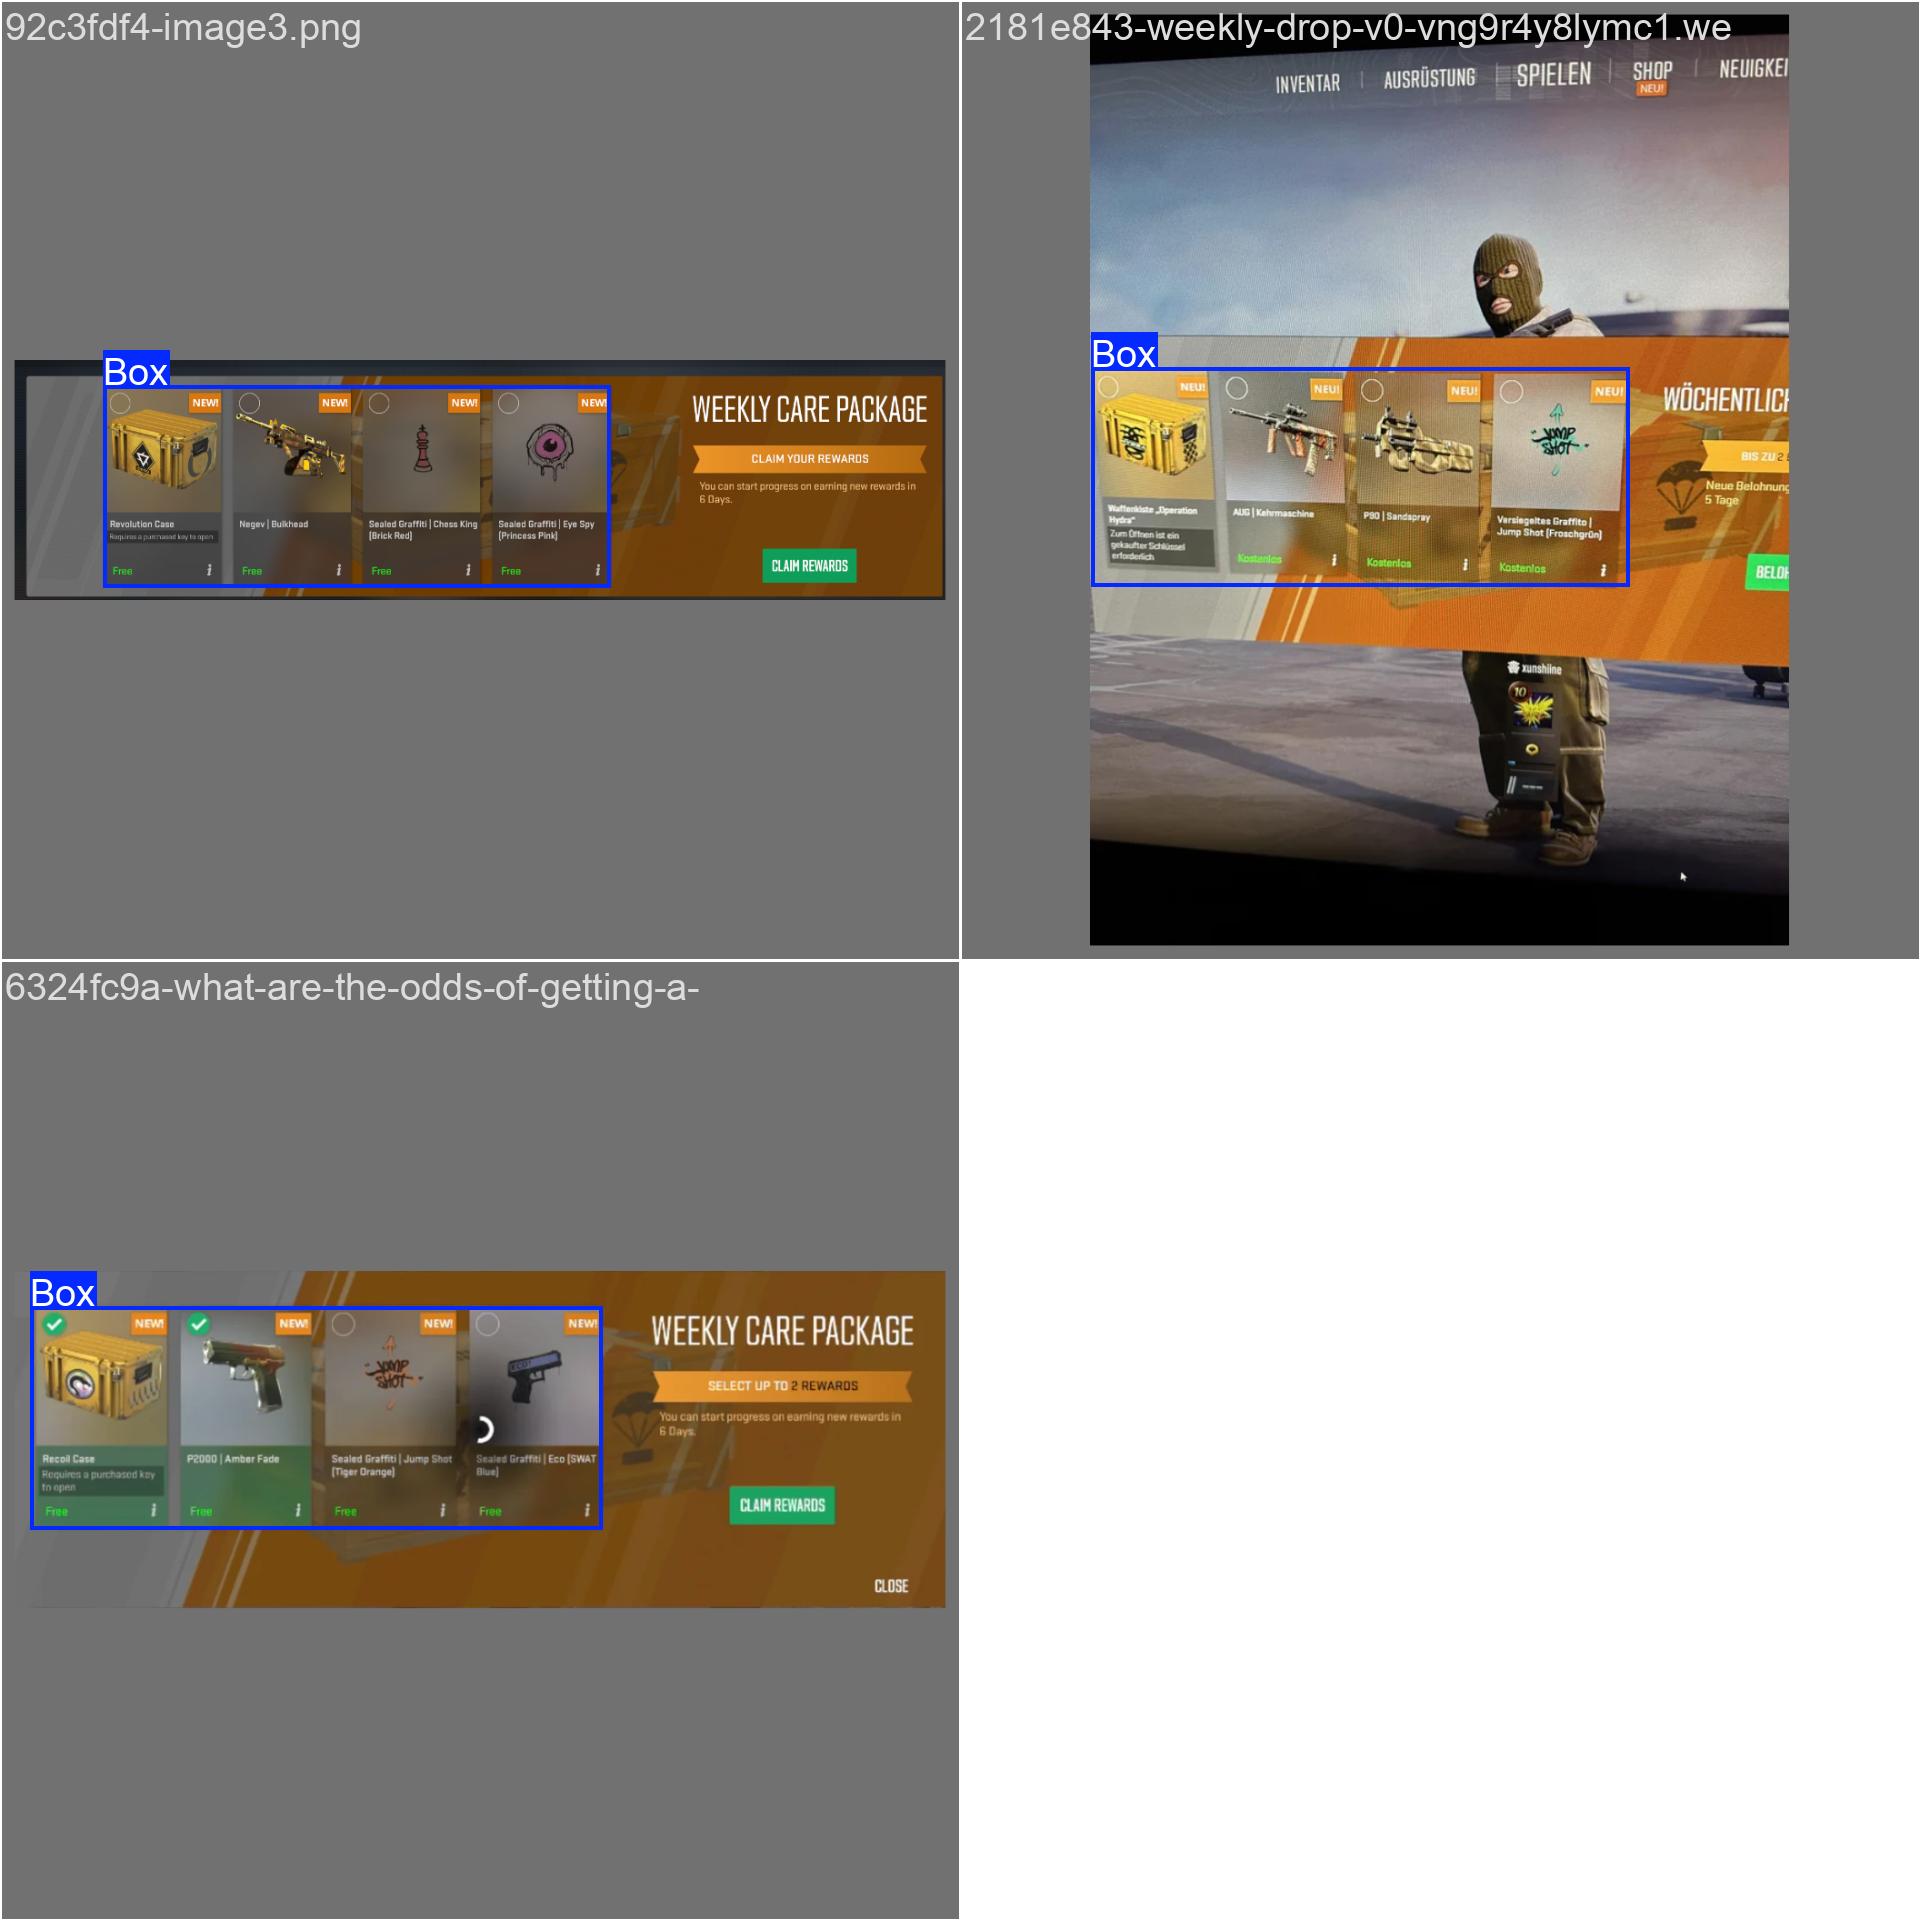 92c3fdf4-image3.png
Box
NEW!
NEW!
NEW!
NEW!
Revolution Case
Requires a purchased key to open
Free
i
Negev | Bulkhead
Free
i
Sealed Graffiti | Chess King
(Brick Red)
Free
i
Sealed Graffiti | Eye Spy
(Princess Pink)
Free
i
WEEKLY CARE PACKAGE
CLAIM YOUR REWARDS
You can start progress on earning new rewards in
6 Days.
CLAIM REWARDS
2181e843-weekly-drop-v0-vng9r4y8lymc1.we
INVENTAR
AUSRÜSTUNG
SPIELEN
SHOP
NEU!
NEUIGKEI
Box
NEU!
NEU!
NEU!
NEU!
JUMP
SHOT
Waffenkiste „Operation
Hydra“
Zum Öffnen ist ein
gekaufter Schlüssel
erforderlich
AUG | Kehrmaschine
Kostenlos
i
P90 | Sandspray
Kostenlos
i
Versiegeltes Graffito |
Jump Shot (Froschgrün)
Kostenlos
i
WÖCHENTLICH
BIS ZU 2
Neue Belohnung
5 Tage
BELOH
xunshiine
10
6324fc9a-what-are-the-odds-of-getting-a-
Box
NEW!
NEW!
NEW!
NEW!
JUMP
SHOT
ECO!
Recoil Case
Requires a purchased key
to open
Free
i
P2000 | Amber Fade
Free
i
Sealed Graffiti | Jump Shot
(Tiger Orange)
Free
i
Sealed Graffiti | Eco (SWAT
Blue)
Free
i
WEEKLY CARE PACKAGE
SELECT UP TO 2 REWARDS
You can start progress on earning new rewards in
6 Days.
CLAIM REWARDS
CLOSE